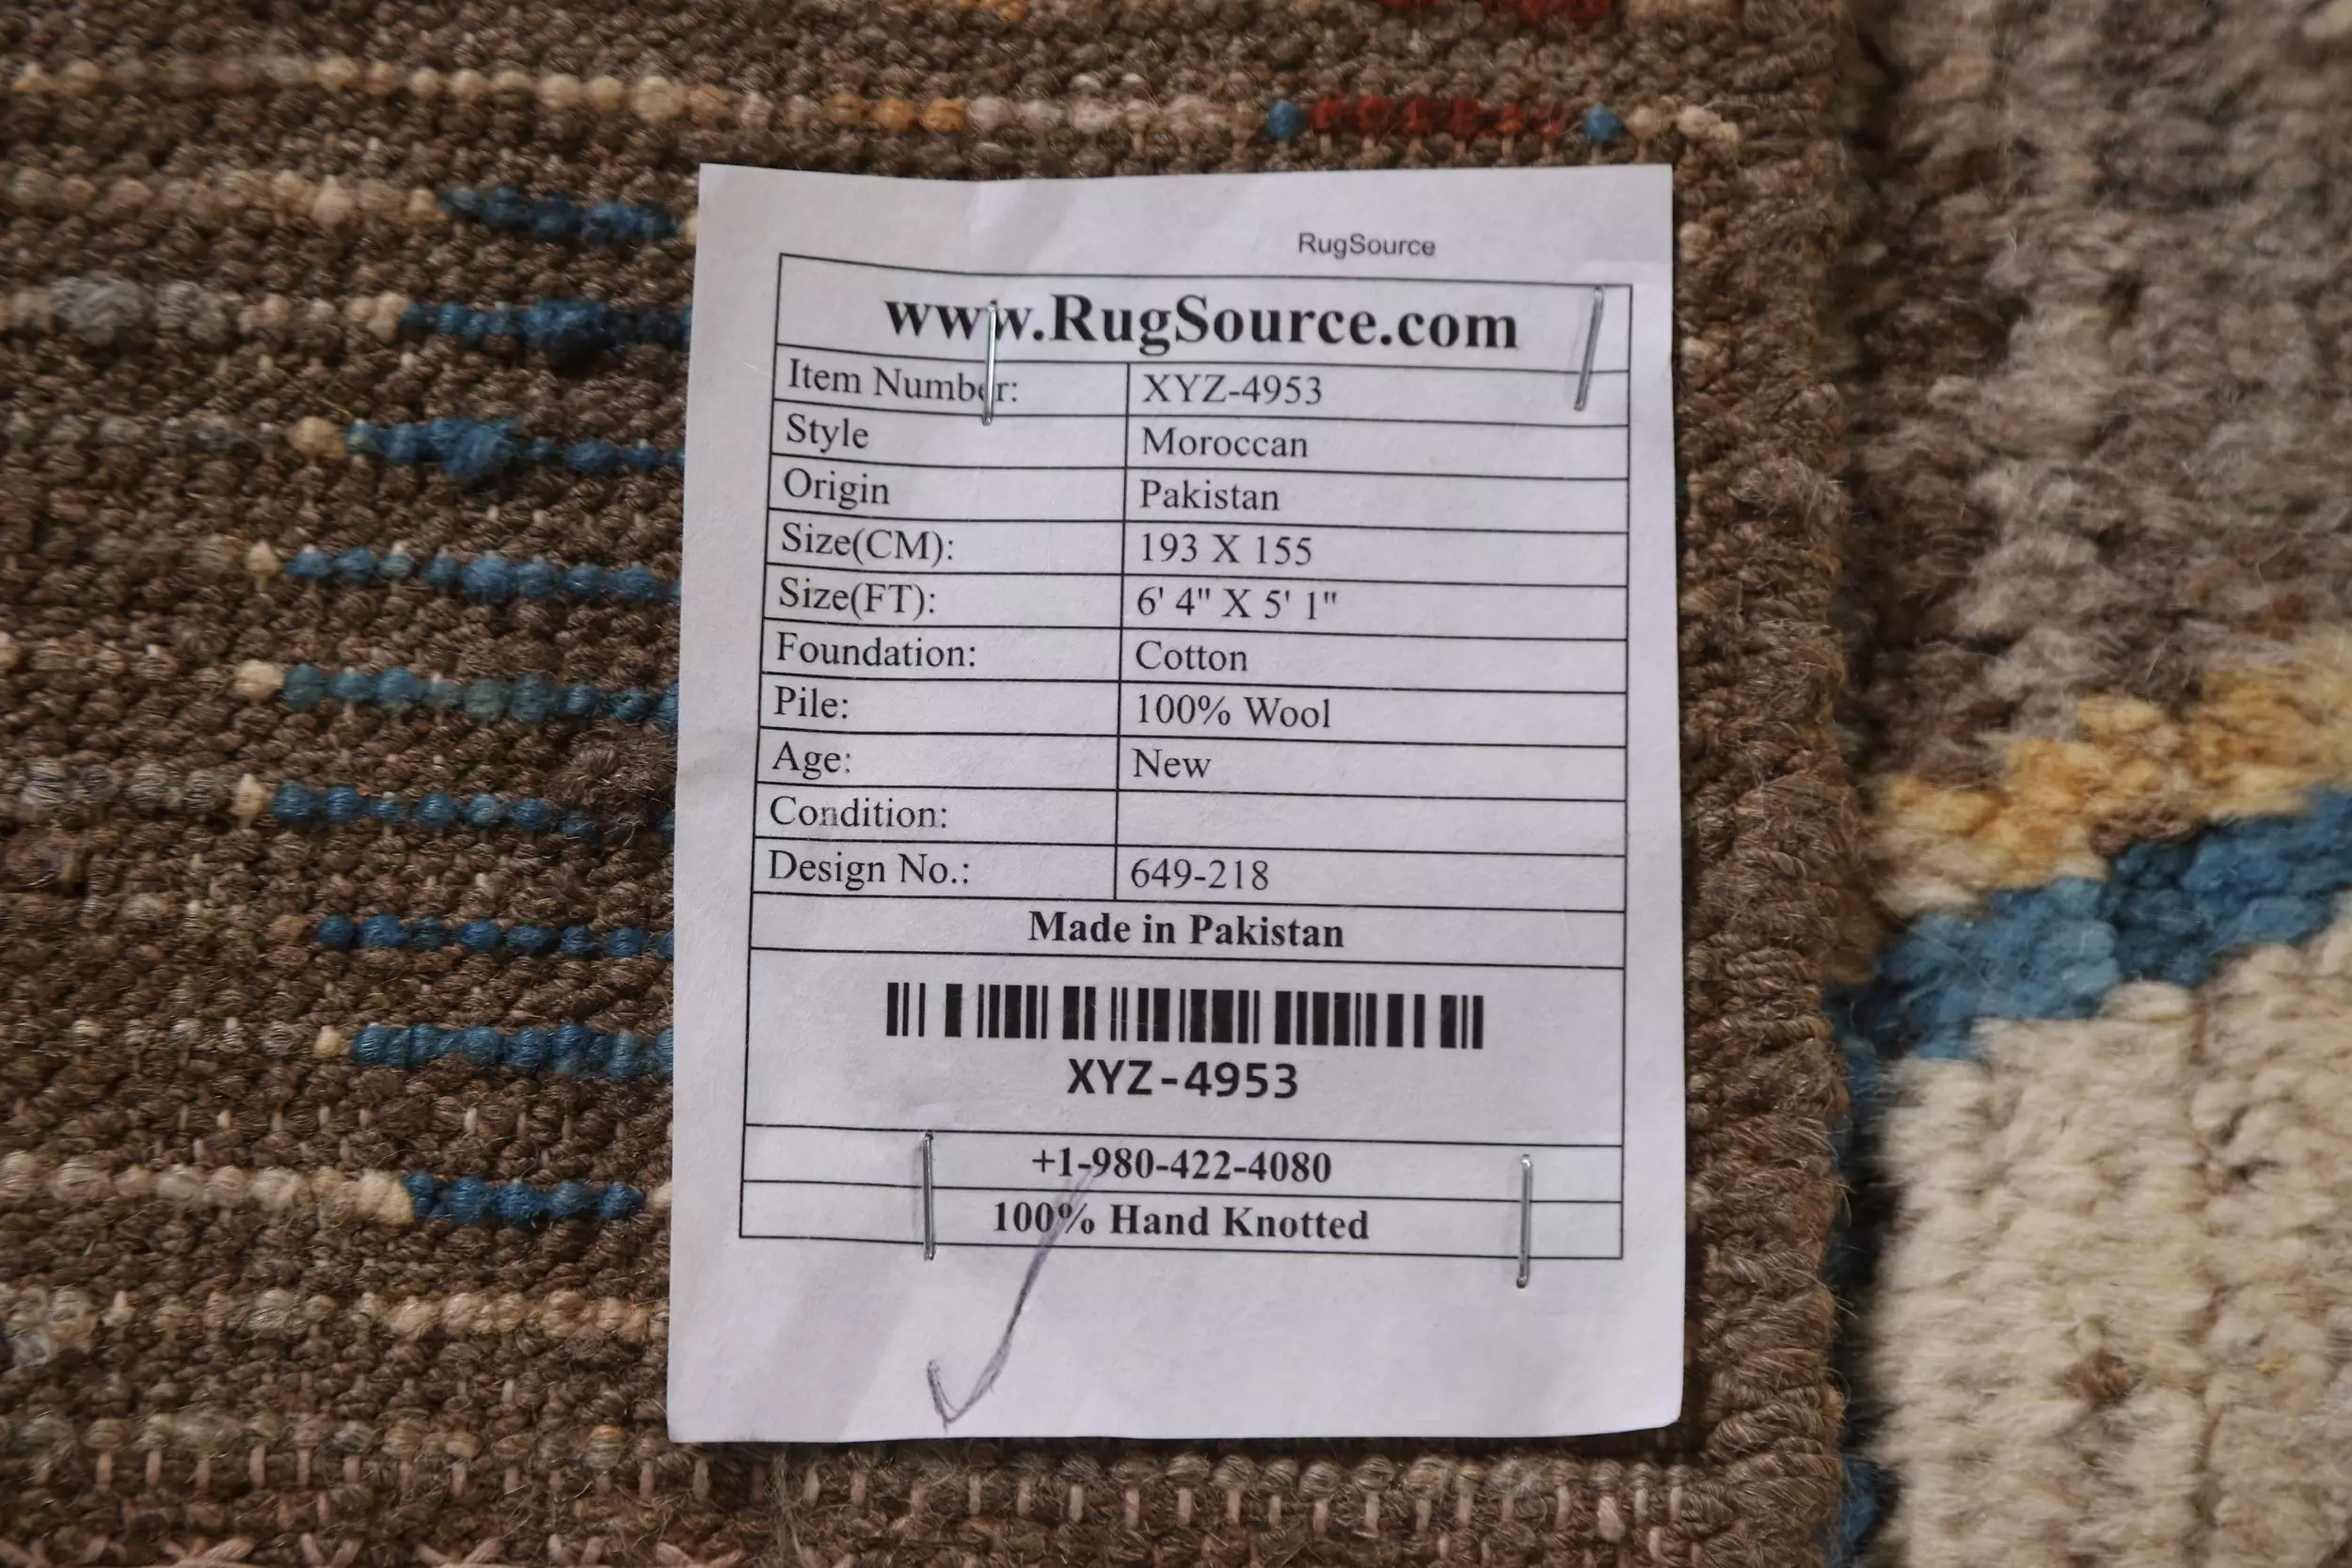 RugSource
www.RugSource.com
Item Number: XYZ-4953
Style Moroccan
Origin Pakistan
Size(CM): 193 X 155
Size(FT): 6' 4" X 5' 1"
Foundation: Cotton
Pile: 100% Wool
Age: New
Condition:
Design No.: 649-218
Made in Pakistan
XYZ-4953
+1-980-422-4080
100% Hand Knotted